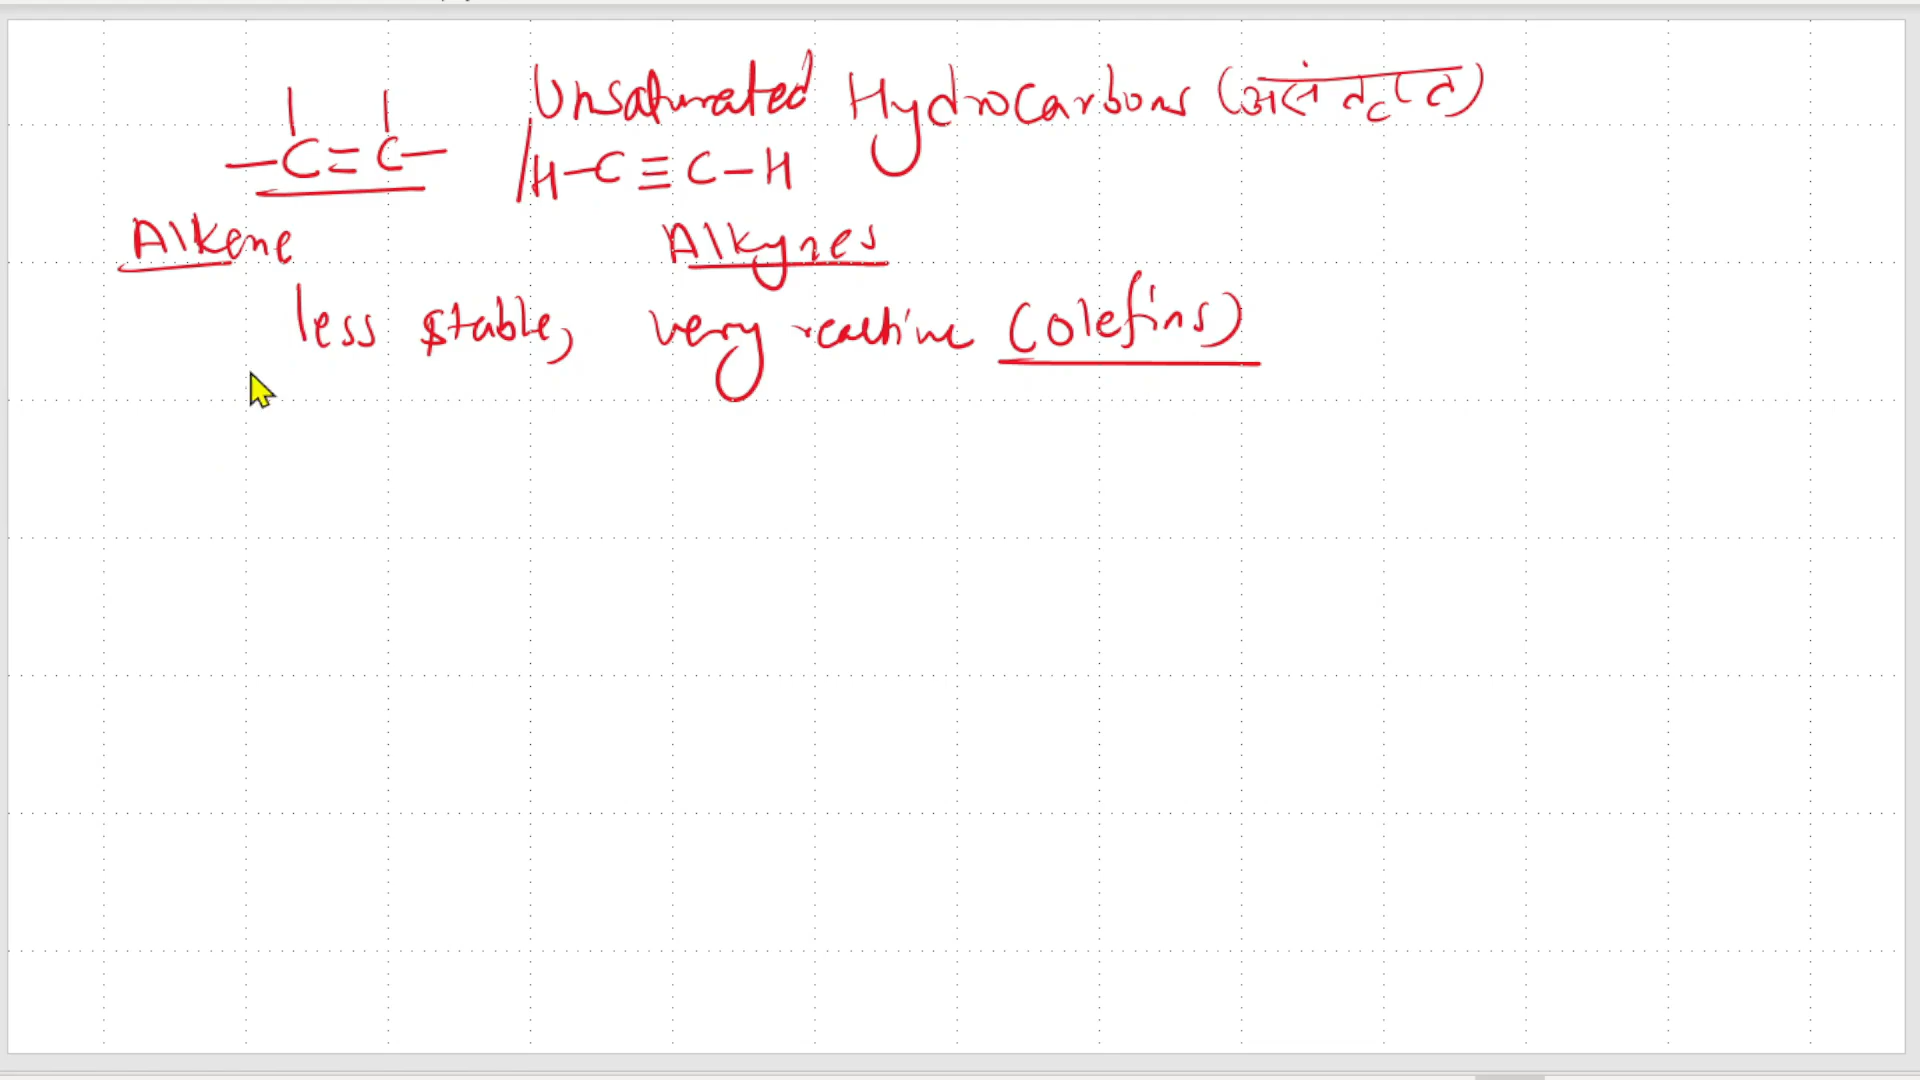 Unsaturated Hydrocarbons (असंतृप्त)
-C=C- H-C≡C-H
Alkene Alkynes
less stable, very reactive (olefins)